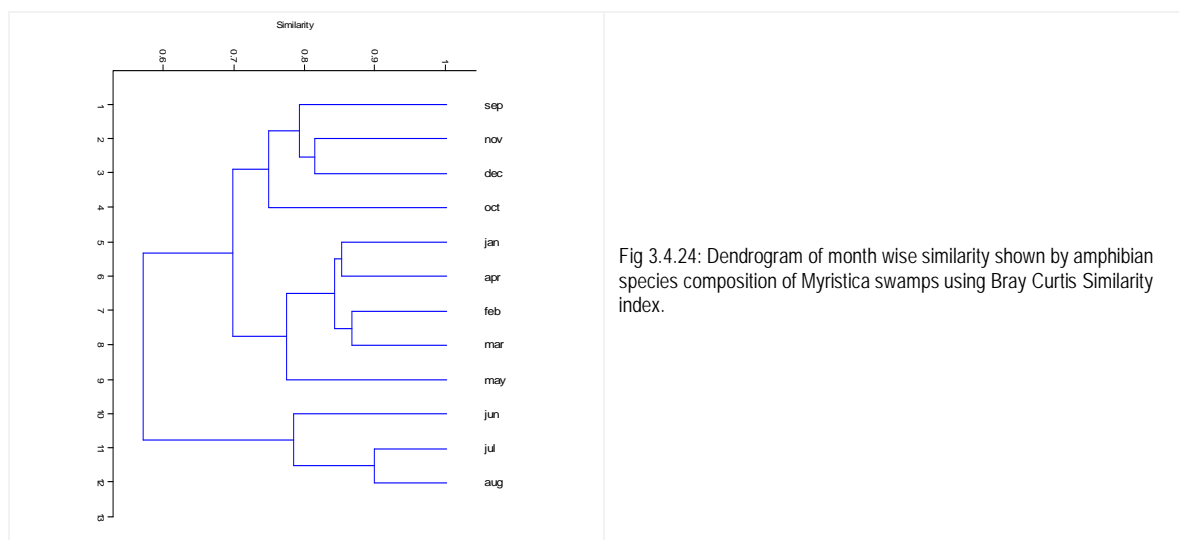 Similarity
0.6 0.7 0.8 0.9 1
1 sep
2 nov
3 dec
4 oct
5 jan
6 apr
7 feb
8 mar
9 may
10 jun
11 jul
12 aug
13
Fig 3.4.24: Dendrogram of month wise similarity shown by amphibian
species composition of Myristica swamps using Bray Curtis Similarity
index.